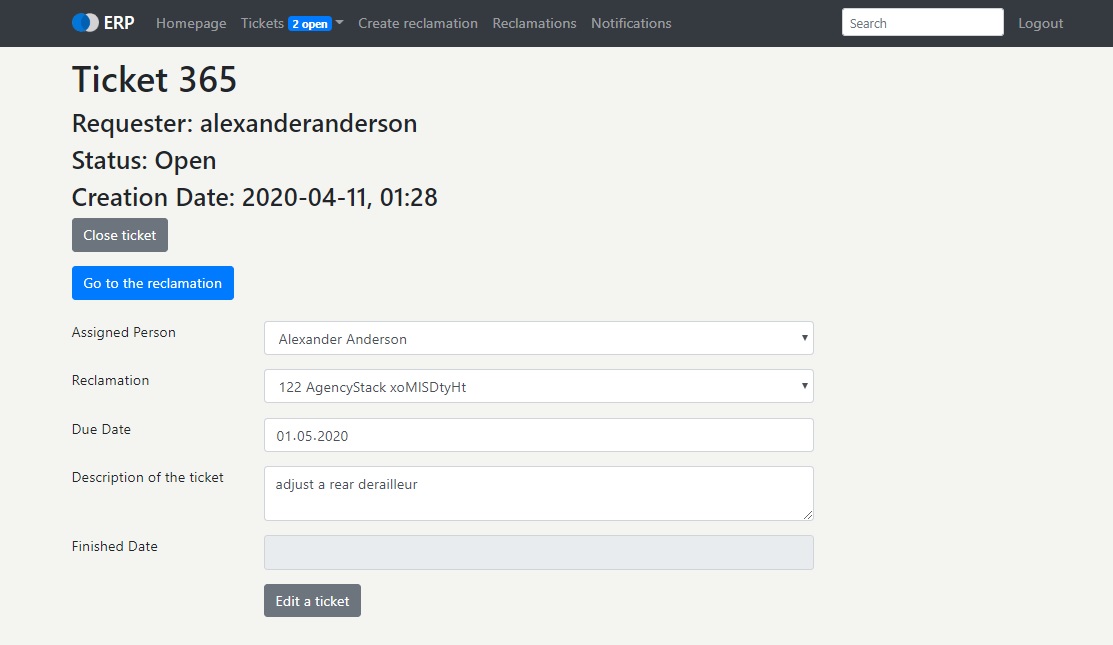 ERP Homepage Tickets 2 open Create reclamation Reclamations Notifications Search Logout
Ticket 365
Requester: alexanderanderson
Status: Open
Creation Date: 2020-04-11, 01:28
Close ticket
Go to the reclamation
Assigned Person Alexander Anderson
Reclamation 122 AgencyStack xoMISDtyHt
Due Date 01.05.2020
Description of the ticket adjust a rear derailleur
Finished Date
Edit a ticket